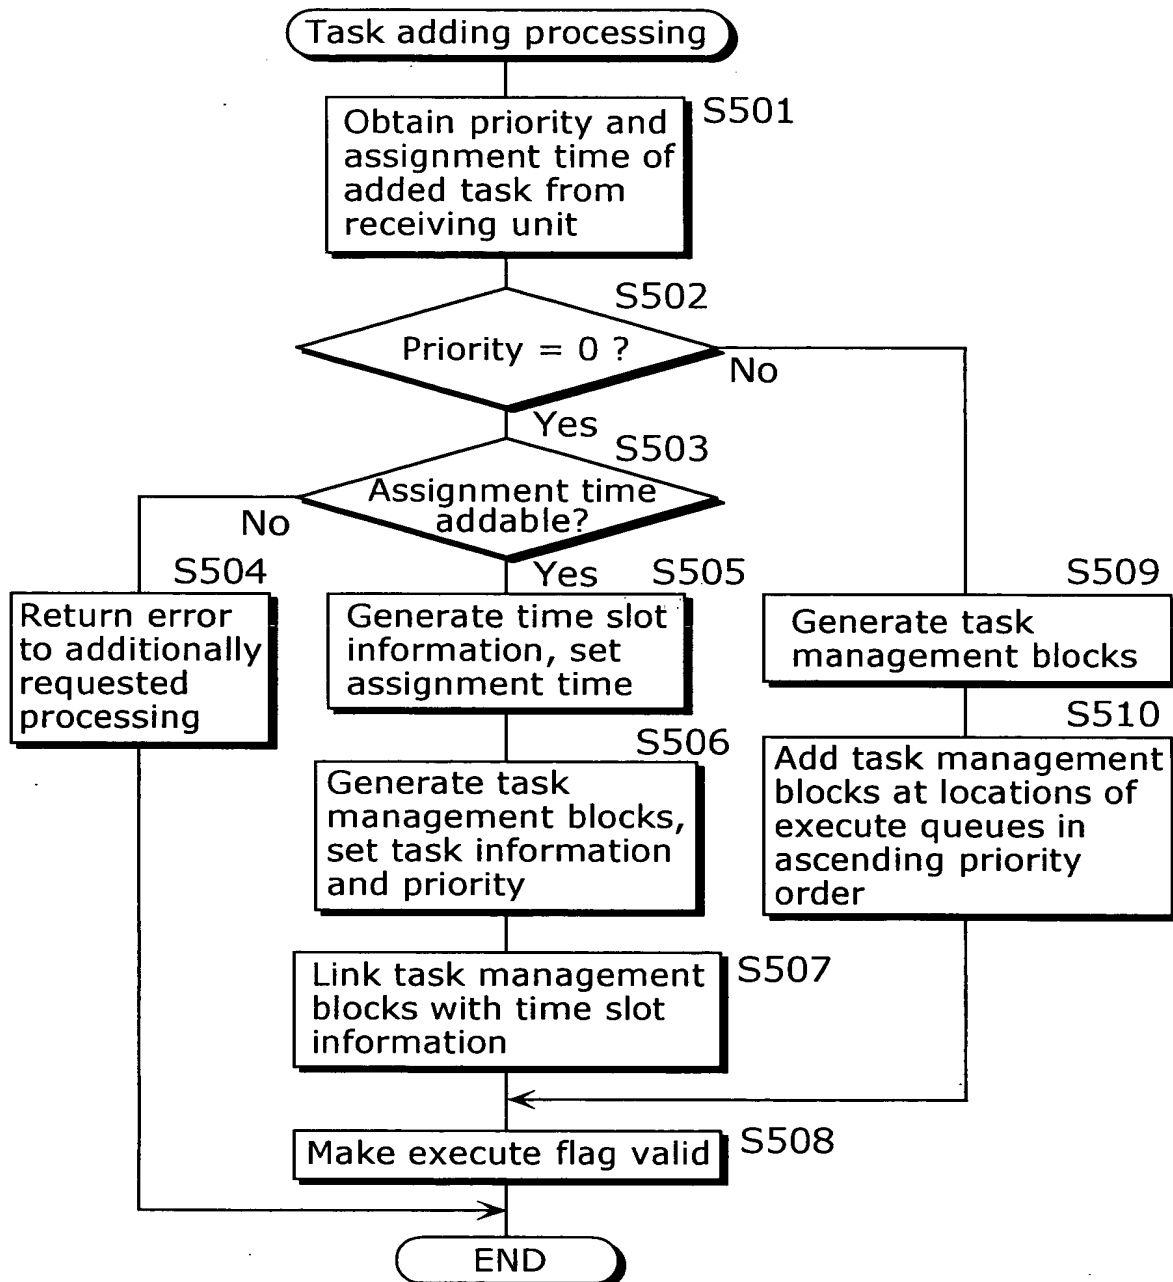 Task adding processing
S501
Obtain priority and
assignment time of
added task from
receiving unit
S502
Priority = 0 ?
No
Yes
S503
Assignment time
addable?
No
Yes
S504
Return error
to additionally
requested
processing
S505
Generate time slot
information, set
assignment time
S509
Generate task
management blocks
S506
Generate task
management blocks,
set task information
and priority
S510
Add task management
blocks at locations of
execute queues in
ascending priority
order
S507
Link task management
blocks with time slot
information
S508
Make execute flag valid
END